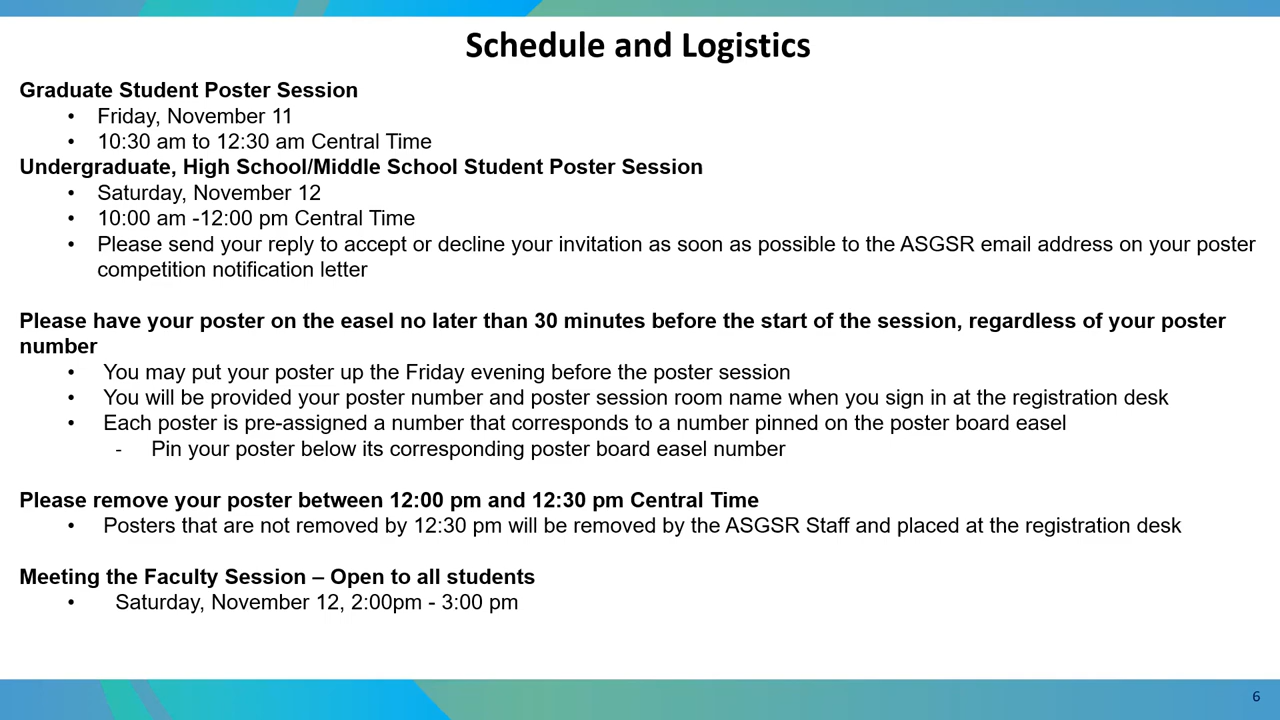 Schedule and Logistics
Graduate Student Poster Session
• Friday, November 11
• 10:30 am to 12:30 am Central Time
Undergraduate, High School/Middle School Student Poster Session
• Saturday, November 12
• 10:00 am -12:00 pm Central Time
• Please send your reply to accept or decline your invitation as soon as possible to the ASGSR email address on your poster
competition notification letter
Please have your poster on the easel no later than 30 minutes before the start of the session, regardless of your poster
number
• You may put your poster up the Friday evening before the poster session
• You will be provided your poster number and poster session room name when you sign in at the registration desk
• Each poster is pre-assigned a number that corresponds to a number pinned on the poster board easel
- Pin your poster below its corresponding poster board easel number
Please remove your poster between 12:00 pm and 12:30 pm Central Time
• Posters that are not removed by 12:30 pm will be removed by the ASGSR Staff and placed at the registration desk
Meeting the Faculty Session – Open to all students
• Saturday, November 12, 2:00pm - 3:00 pm
6